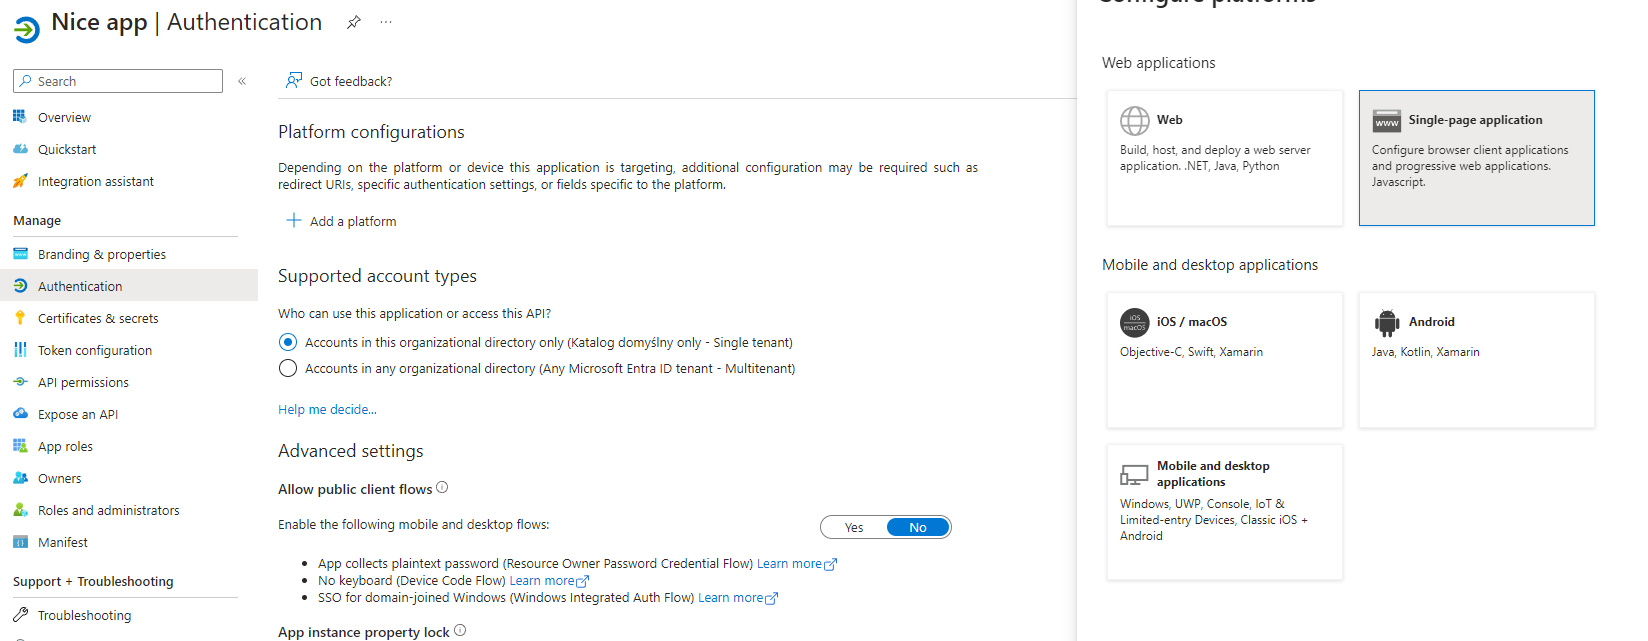 Nice app | Authentication
Search
Got feedback?
Overview
Quickstart
Integration assistant
Manage
Branding & properties
Authentication
Certificates & secrets
Token configuration
API permissions
Expose an API
App roles
Owners
Roles and administrators
Manifest
Support + Troubleshooting
Troubleshooting
Platform configurations
Depending on the platform or device this application is targeting, additional configuration may be required such as
redirect URIs, specific authentication settings, or fields specific to the platform.
Add a platform
Supported account types
Who can use this application or access this API?
Accounts in this organizational directory only (Katalog domyślny only - Single tenant)
Accounts in any organizational directory (Any Microsoft Entra ID tenant - Multitenant)
Help me decide...
Advanced settings
Allow public client flows
Enable the following mobile and desktop flows:
Yes No
App collects plaintext password (Resource Owner Password Credential Flow) Learn more
No keyboard (Device Code Flow) Learn more
SSO for domain-joined Windows (Windows Integrated Auth Flow) Learn more
App instance property lock
Configure platforms
Web applications
Web
Build, host, and deploy a web server
application. .NET, Java, Python
www
Single-page application
Configure browser client applications
and progressive web applications.
Javascript.
Mobile and desktop applications
iOS
macOS
iOS / macOS
Objective-C, Swift, Xamarin
Android
Java, Kotlin, Xamarin
Mobile and desktop
applications
Windows, UWP, Console, IoT &
Limited-entry Devices, Classic iOS +
Android